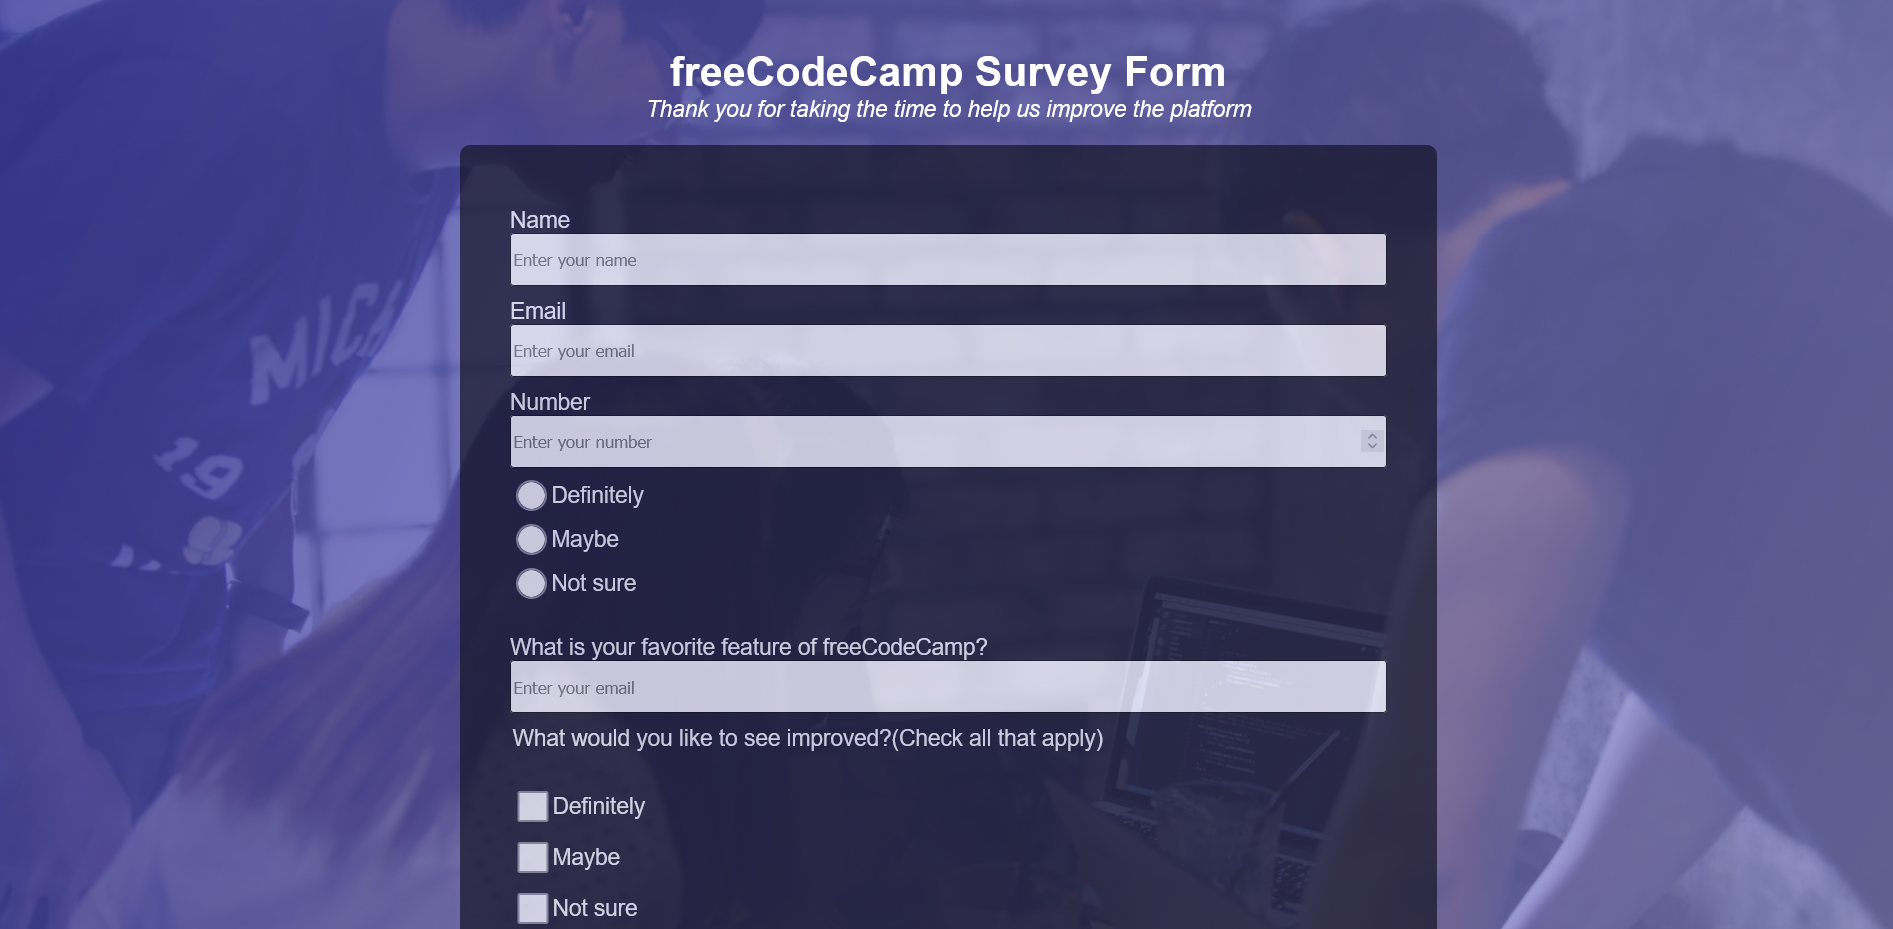 freeCodeCamp Survey Form
Thank you for taking the time to help us improve the platform
Name
Enter your name
Email
Enter your email
Number
Enter your number
Definitely
Maybe
Not sure
What is your favorite feature of freeCodeCamp?
Enter your email
What would you like to see improved?(Check all that apply)
Definitely
Maybe
Not sure
19